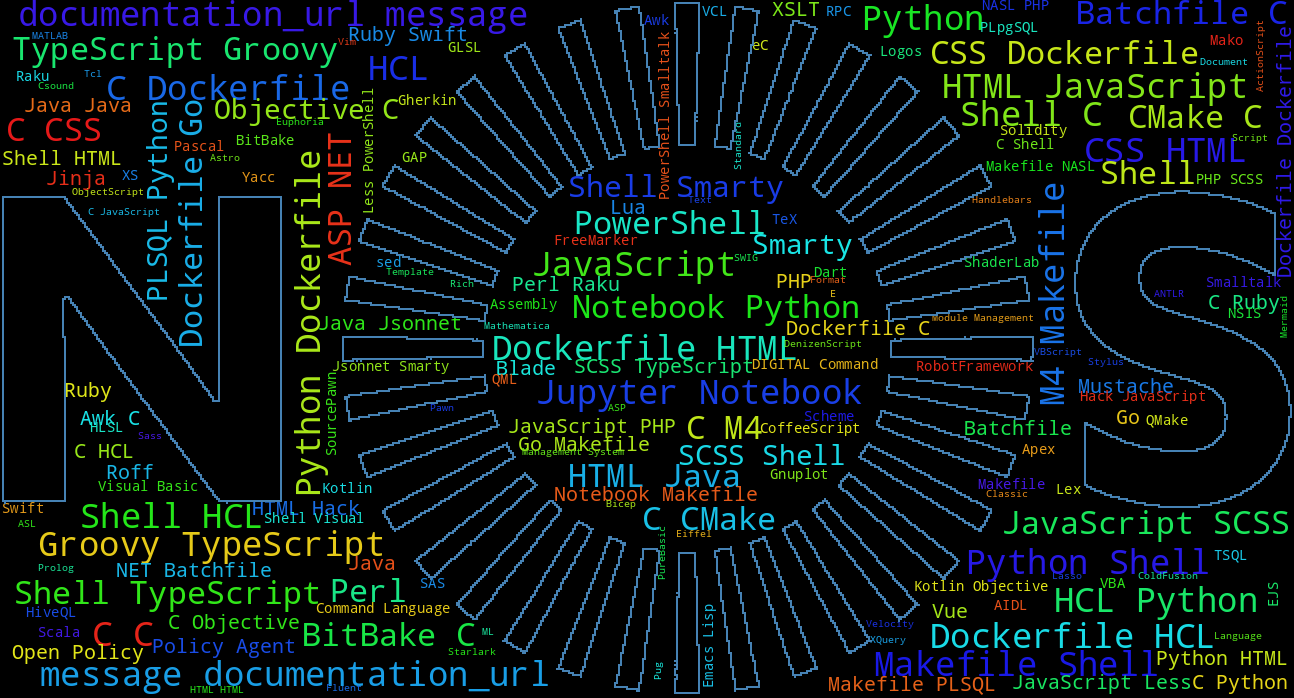 documentation_url message
Awk
VCL
XSLT RPC
NASL PHP
Batchfile C
MATLAB
TypeScript Groovy
Vim
Ruby Swift
GLSL
eC
Python
PLpgSQL
Logos
CSS Dockerfile
Mako
Document
ActionScript
Raku
Tcl
Csound
C Dockerfile
HCL
HTML JavaScript
Java Java
Objective C
Gherkin
Shell C
CMake C
C CSS
Euphoria
BitBake
Pascal
Astro
Solidity
C Shell
Script
Shell HTML
GAP
CSS HTML
Jinja
XS
Yacc
Makefile NASL
Shell
PHP SCSS
ObjectScript
C JavaScript
PLSQL Python
Dockerfile Go
Python Dockerfile
ASP NET
Less PowerShell
PowerShell Smalltalk
Standard
Dockerfile Dockerfile
Shell Smarty
Text
Lua
Handlebars
PowerShell
TeX
FreeMarker
Smarty
M4 Makefile
sed
Template
Rich
JavaScript
SWIG
Dart
ShaderLab
Perl Raku
PHP
Format
E
Smalltalk
ANTLR
C Ruby
NSIS
Mermaid
Assembly
Notebook Python
Java Jsonnet
Mathematica
Dockerfile C
Module Management
Dockerfile HTML
DenizenScript
VBScript
Stylus
Jsonnet Smarty
Blade
SCSS TypeScript
DIGITAL Command
RobotFramework
QML
Ruby
Jupyter Notebook
Mustache
Hack JavaScript
SourcePawn
Pawn
ASP
Awk C
HLSL
Sass
JavaScript PHP
C M4
Scheme
CoffeeScript
Batchfile
Go
QMake
C HCL
Go Makefile
Management System
SCSS Shell
Apex
Roff
Visual Basic
HTML Java
Gnuplot
Kotlin
Notebook Makefile
Makefile
Classic
Lex
Swift
ASL
Shell HCL
HTML Hack
Shell Visual
Bicep
C CMake
JavaScript SCSS
Groovy TypeScript
Eiffel
PureBasic
Prolog
NET Batchfile
Java
Python Shell
TSQL
Lasso
ColdFusion
Shell TypeScript
Perl
SAS
Kotlin Objective
VBA
EJS
HiveQL
Command Language
Vue
AIDL
HCL Python
Scala
C C
C Objective
BitBake C
ML
Emacs Lisp
Velocity
XQuery
Dockerfile HCL
Language
Open Policy
Policy Agent
Starlark
Makefile Shell
Python HTML
message documentation_url
Pug
HTML HTML
Fluent
Makefile PLSQL
JavaScript Less
C Python
N
S